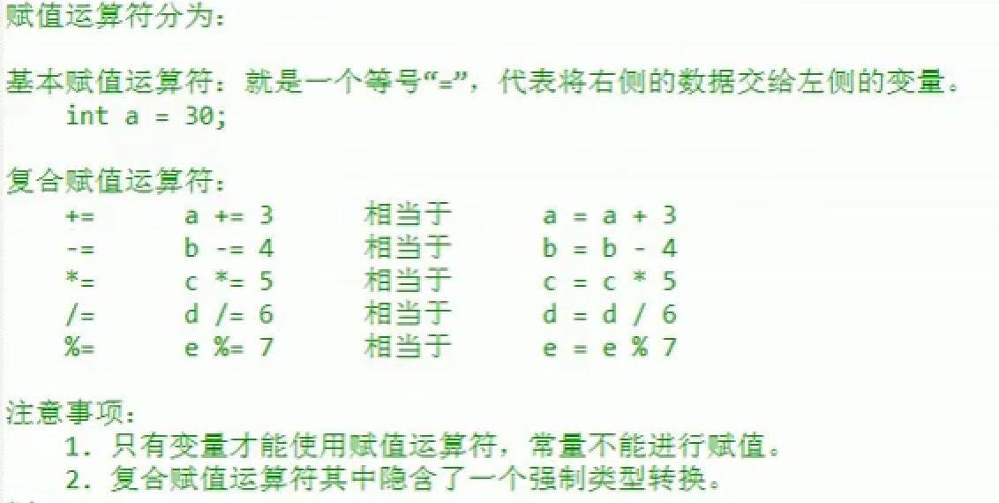 赋值运算符分为：
基本赋值运算符：就是一个等号“=”，代表将右侧的数据交给左侧的变量。
int a = 30;
复合赋值运算符：
+= a += 3 相当于 a = a + 3
-= b -= 4 相当于 b = b - 4
*= c *= 5 相当于 c = c * 5
/= d /= 6 相当于 d = d / 6
%= e %= 7 相当于 e = e % 7
注意事项：
1. 只有变量才能使用赋值运算符，常量不能进行赋值。
2. 复合赋值运算符其中隐含了一个强制类型转换。